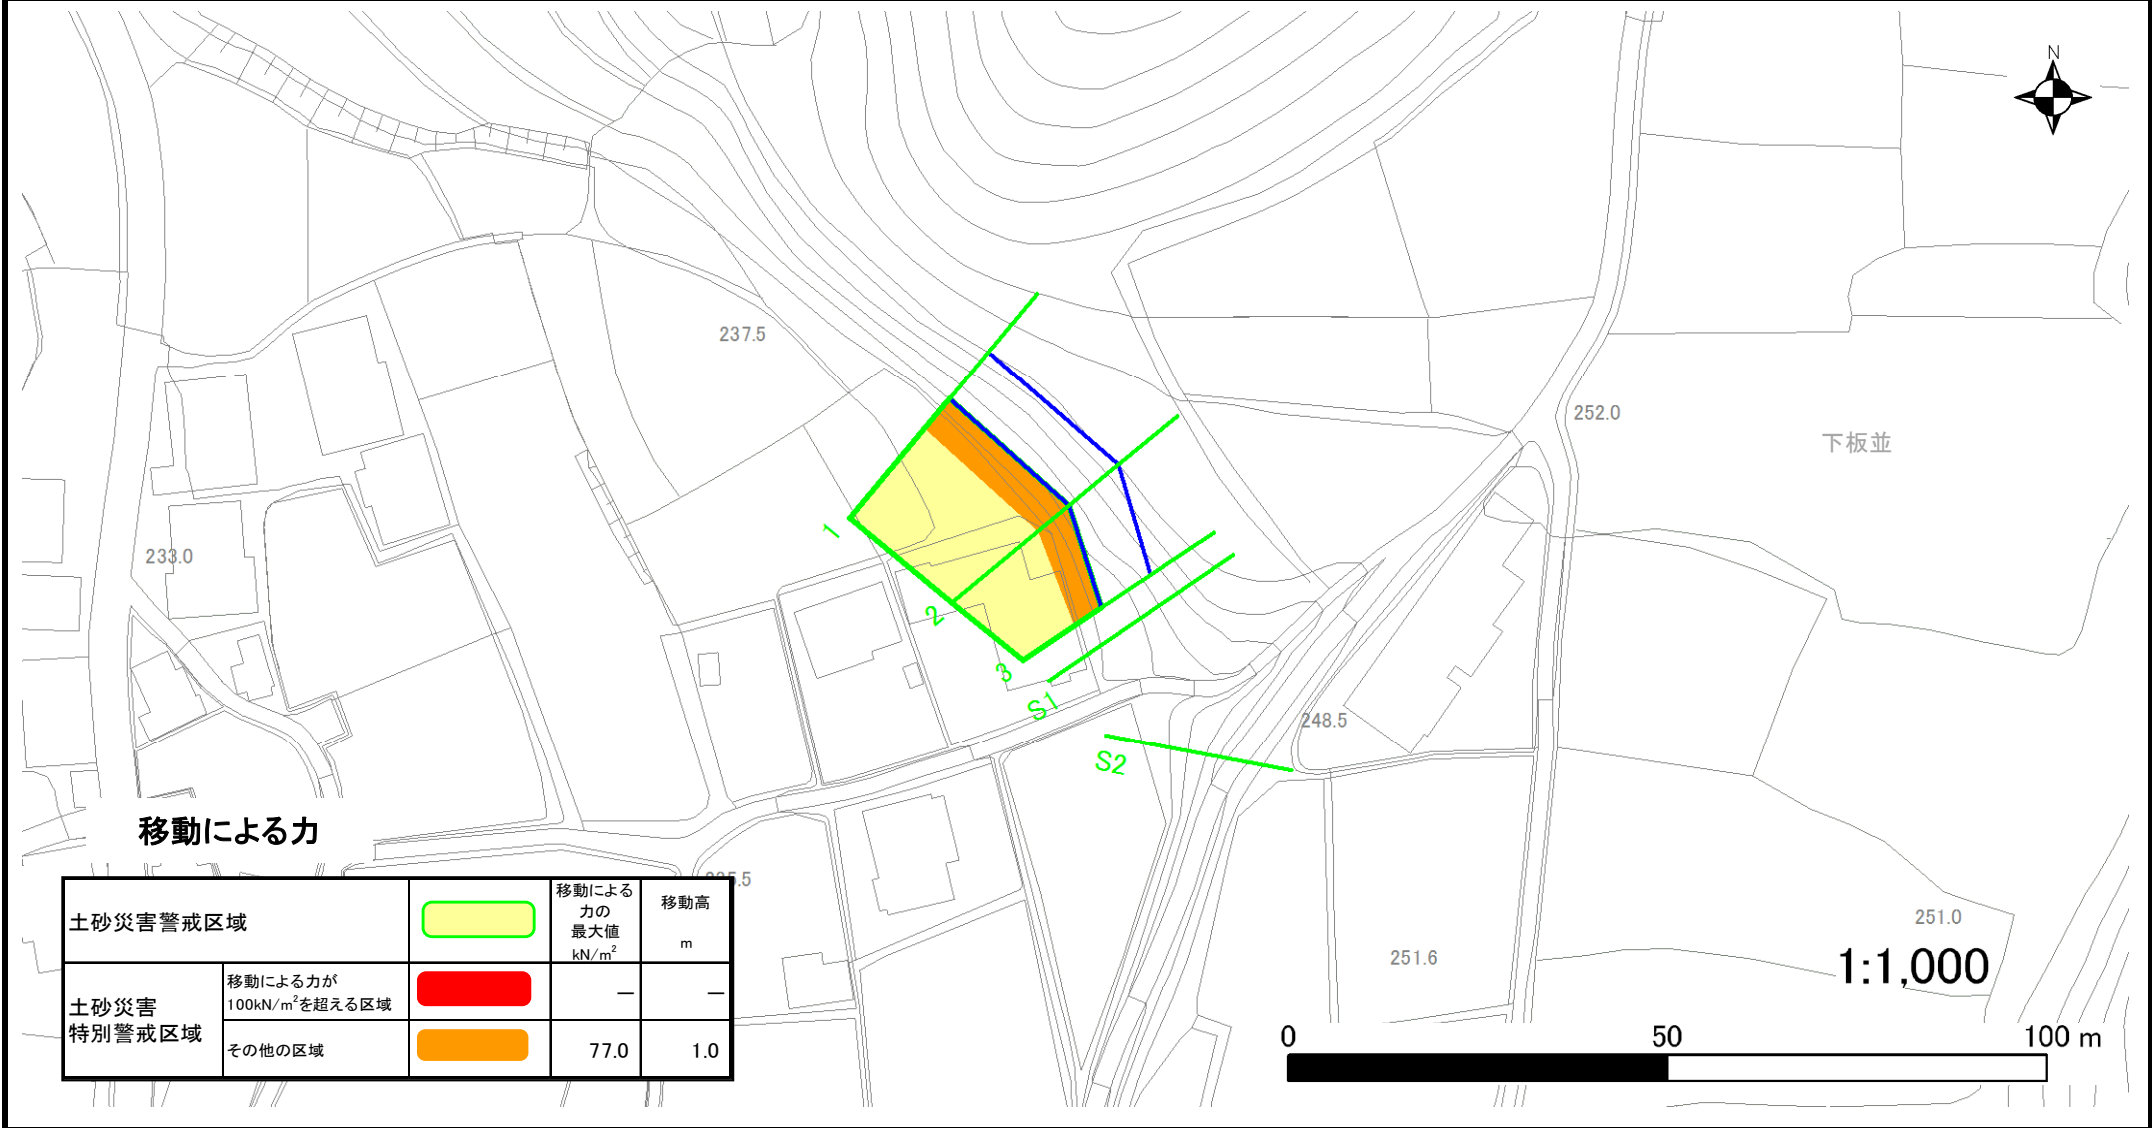 N
237.5
252.0
下板並
233.0
1
2
3
S1
S2
248.5
251.0
251.6
1:1,000
0 50 100 m
移動による力
土砂災害警戒区域
移動による
力の
最大値
kN/m²
移動高
m
土砂災害
特別警戒区域
移動による力が
100kN/m²を超える区域
— —
その他の区域
77.0 1.0